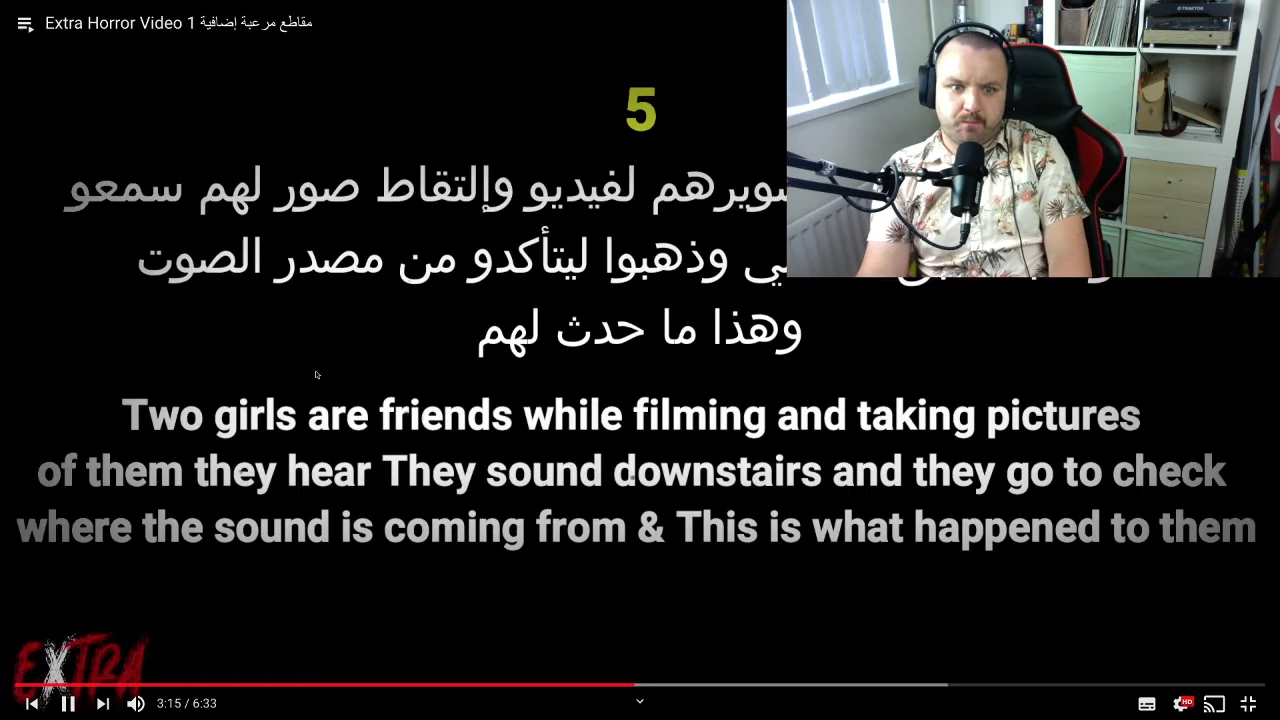 Extra Horror Video 1 مقاطع مرعبة إضافية
5
لفيديو وإلتقاط صور لهم سمعو
وذهبوا ليتأكدو من مصدر الصوت
وهذا ما حدث لهم
Two girls are friends while filming and taking pictures
of them they hear They sound downstairs and they go to check
where the sound is coming from & This is what happened to them
EXTRA
3:15 / 6:33
HD
TRAKTOR